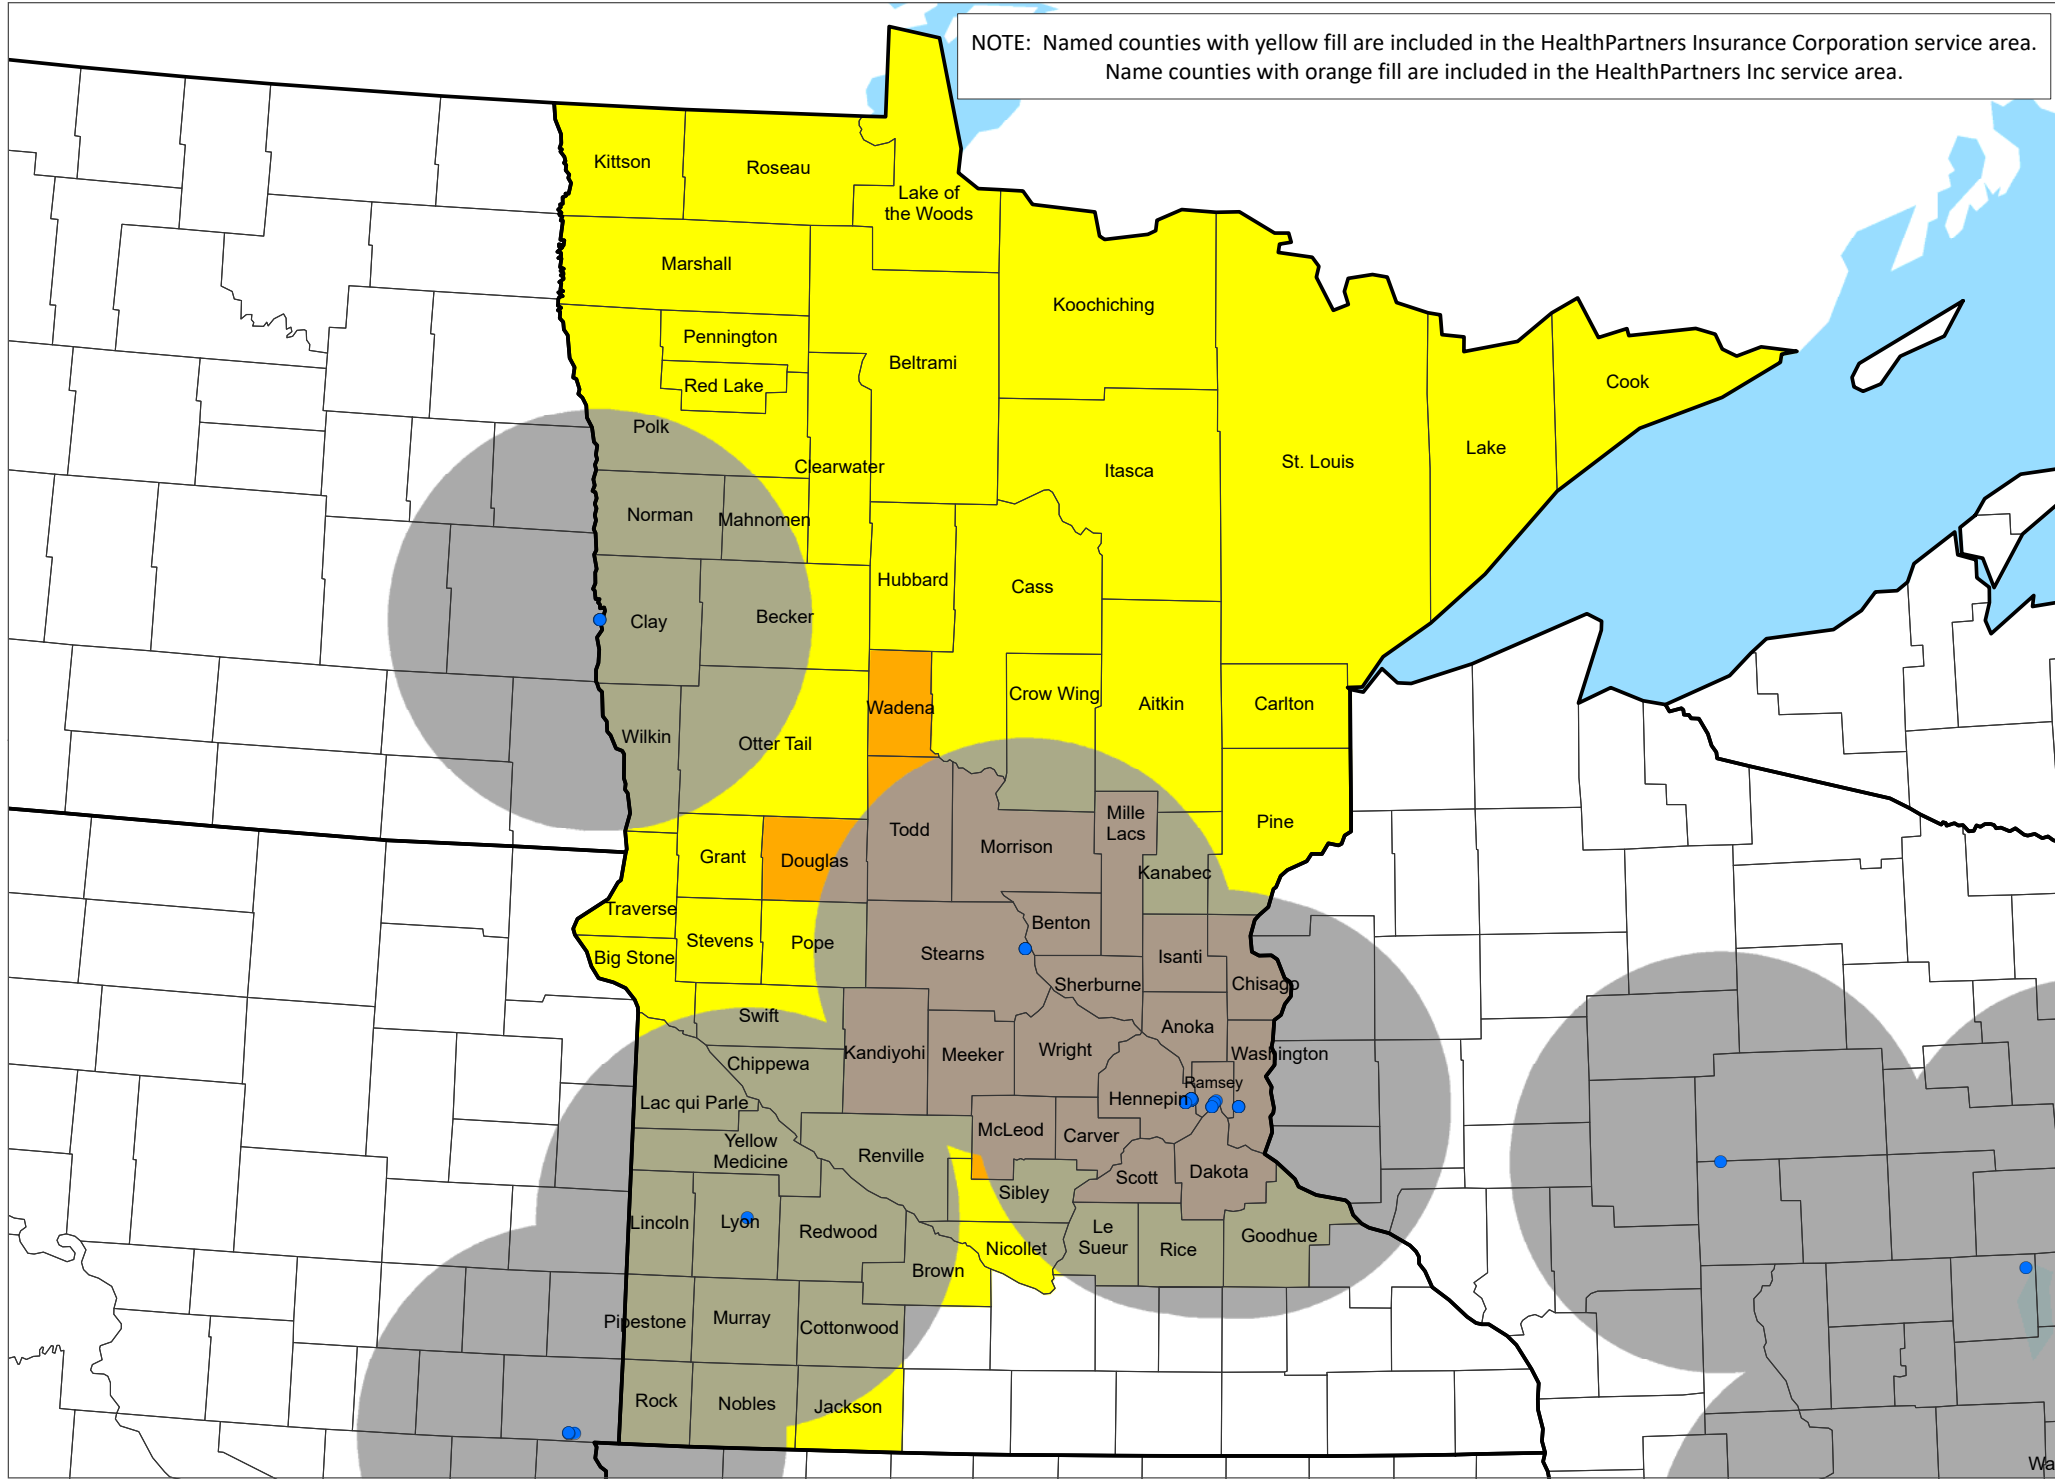 NOTE:  Named counties with yellow fill are included in the HealthPartners Insurance Corporation service area.
Name counties with orange fill are included in the HealthPartners Inc service area.
Kittson
Roseau
Lake of
the Woods
Marshall
Koochiching
Pennington
Beltrami
Red Lake
Cook
Polk
Lake
Clearwater
St. Louis
Itasca
Norman
Mahnomen
Hubbard
Cass
Becker
Clay
Crow Wing
Aitkin
Carlton
Wadena
Wilkin
Otter Tail
Mille
Lacs
Pine
Todd
Morrison
Grant
Douglas
Kanabec
Traverse
Benton
Stevens
Pope
Stearns
Isanti
Big Stone
Sherburne
Chisago
Swift
Anoka
Wright
Kandiyohi
Meeker
Washington
Chippewa
Ramsey
Hennepin
Lac qui Parle
McLeod
Carver
Yellow
Medicine
Renville
Scott
Dakota
Sibley
Lincoln
Lyon
Redwood
Le
Sueur
Rice
Goodhue
Nicollet
Brown
Pipestone
Murray
Cottonwood
Rock
Nobles
Jackson
Wa